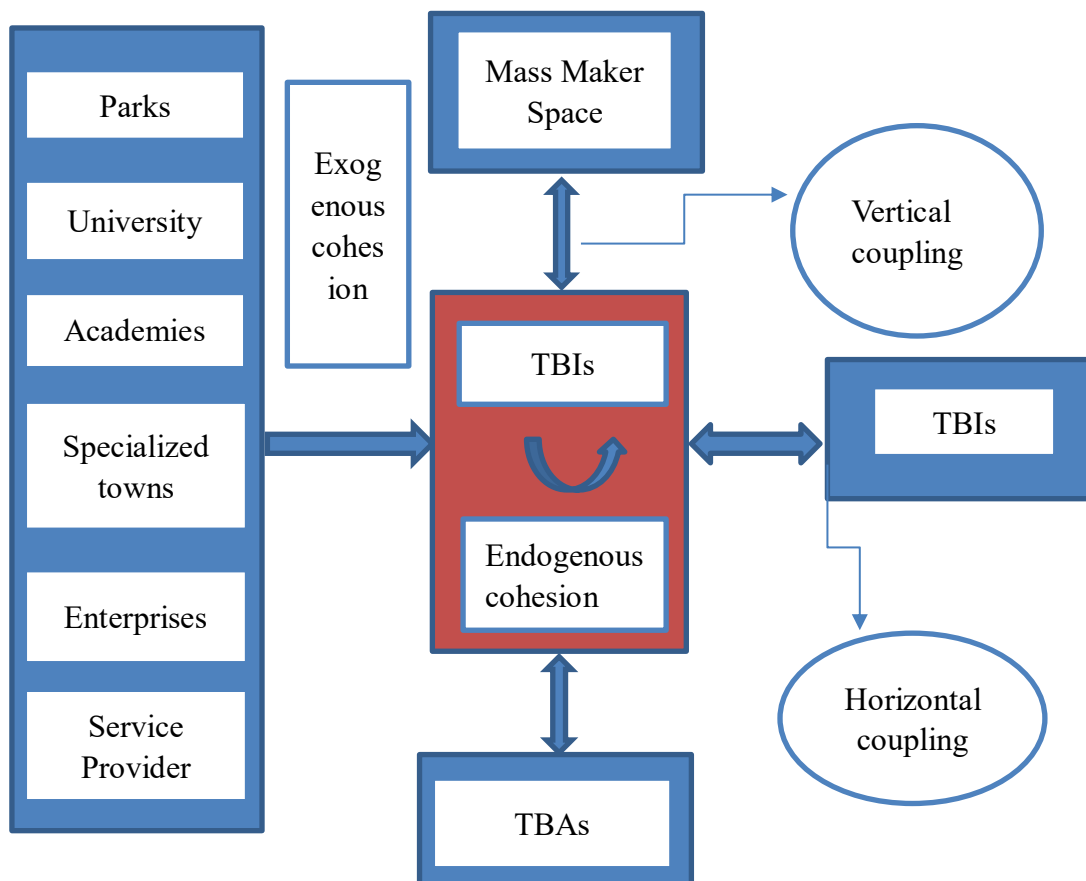 Parks
University
Academies
Specialized
towns
Enterprises
Service
Provider
Exog
enous
cohes
ion
Mass Maker
Space
TBIs
Endogenous
cohesion
TBAs
Vertical
coupling
TBIs
Horizontal
coupling